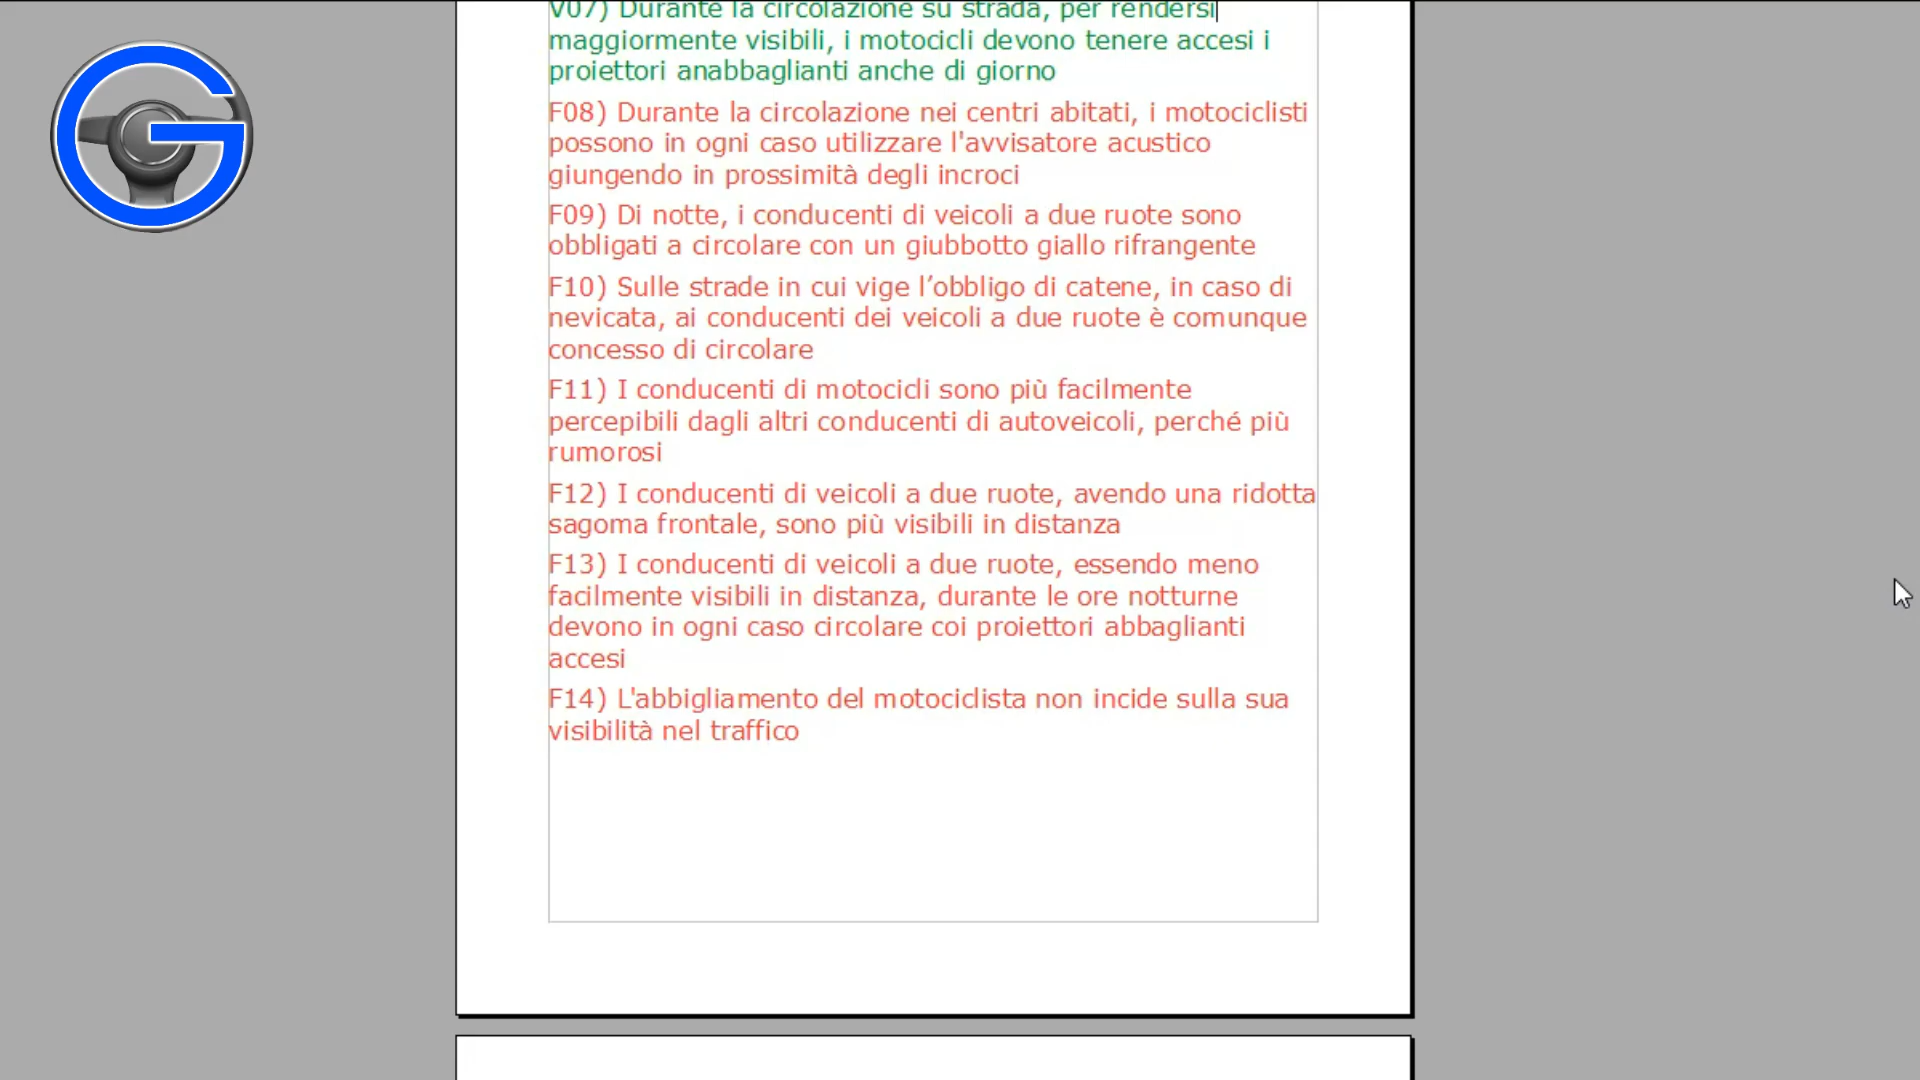 V07) Durante la circolazione su strada, per rendersi
maggiormente visibili, i motocicli devono tenere accesi i
proiettori anabbaglianti anche di giorno
F08) Durante la circolazione nei centri abitati, i motociclisti
possono in ogni caso utilizzare l'avvisatore acustico
giungendo in prossimità degli incroci
F09) Di notte, i conducenti di veicoli a due ruote sono
obbligati a circolare con un giubbotto giallo rifrangente
F10) Sulle strade in cui vige l’obbligo di catene, in caso di
nevicata, ai conducenti dei veicoli a due ruote è comunque
concesso di circolare
F11) I conducenti di motocicli sono più facilmente
percepibili dagli altri conducenti di autoveicoli, perché più
rumorosi
F12) I conducenti di veicoli a due ruote, avendo una ridotta
sagoma frontale, sono più visibili in distanza
F13) I conducenti di veicoli a due ruote, essendo meno
facilmente visibili in distanza, durante le ore notturne
devono in ogni caso circolare coi proiettori abbaglianti
accesi
F14) L'abbigliamento del motociclista non incide sulla sua
visibilità nel traffico